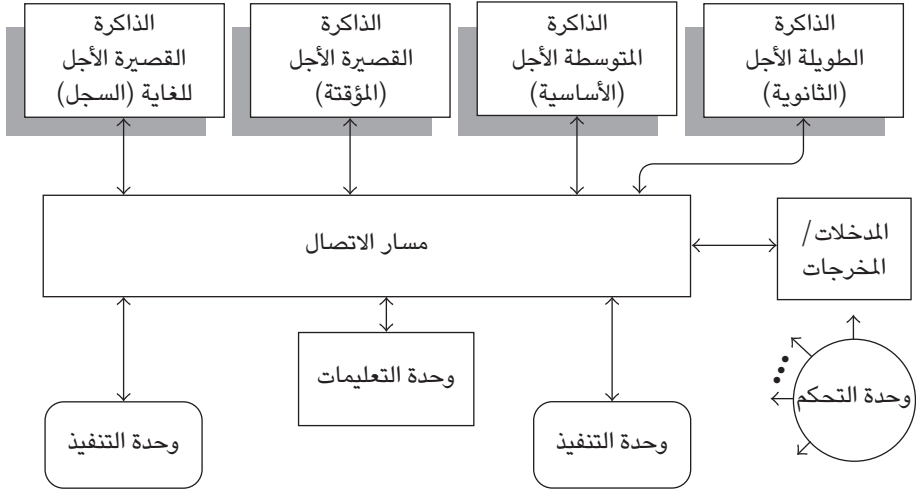 الذاكرة
القصيرة الأجل
للغاية (السجل)
الذاكرة
القصيرة الأجل
(المؤقتة)
الذاكرة
المتوسطة الأجل
(الأساسية)
الذاكرة
الطويلة الأجل
(الثانوية)
مسار الاتصال
المدخلات/
المخرجات
وحدة التعليمات
وحدة التحكم
وحدة التنفيذ
وحدة التنفيذ